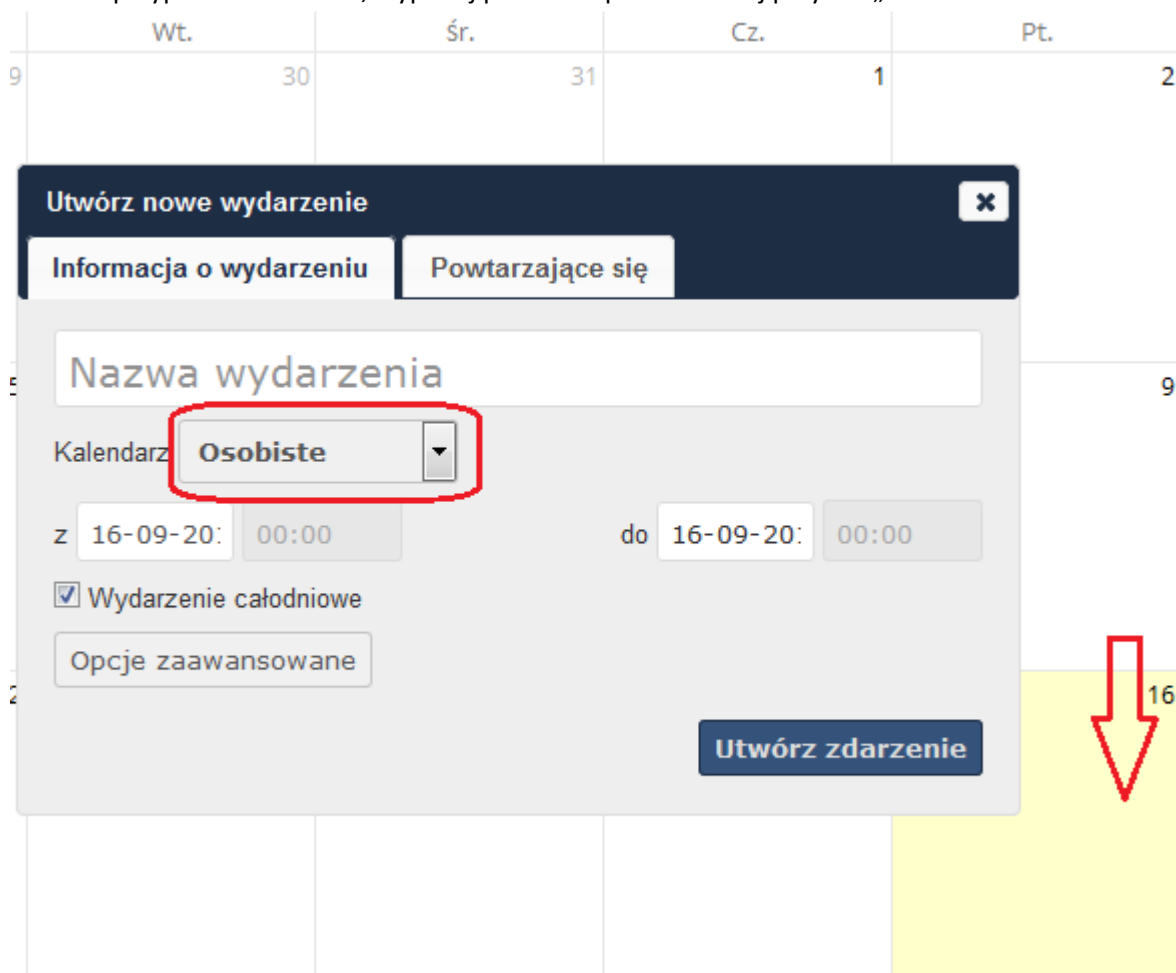 Wt. Śr. Cz. Pt.
9 30 31 1 2
Utwórz nowe wydarzenie
Informacja o wydarzeniu Powtarzające się
Nazwa wydarzenia
9
Kalendarz Osobiste
z 16-09-20 00:00 do 16-09-20 00:00
Wydarzenie całodniowe
Opcje zaawansowane
16
Utwórz zdarzenie